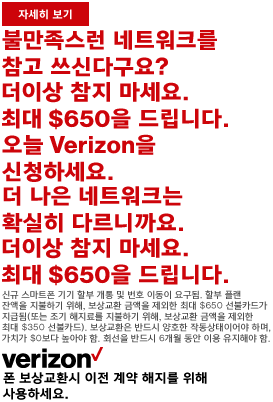 자세히 보기
불만족스런 네트워크를
참고 쓰신다구요?
더이상 참지 마세요.
최대 $650을 드립니다.
오늘 Verizon을
신청하세요.
더 나은 네트워크는
확실히 다르니까요.
더이상 참지 마세요.
최대 $650을 드립니다.
신규 스마트폰 기기 할부 개통 및 번호 이동이 요구됨. 할부 플랜
잔액을 지불하기 위해, 보상교환 금액을 제외한 최대 $650 선불카드가
지급됨(또는 조기 해지료를 지불하기 위해, 보상교환 금액을 제외한
최대 $350 선불카드). 보상교환은 반드시 양호한 작동상태이어야 하며,
가치가 $0보다 높아야 함. 회선을 반드시 6개월 동안 이용 유지해야 함.
verizon✓
폰 보상교환시 이전 계약 해지를 위해
사용하세요.